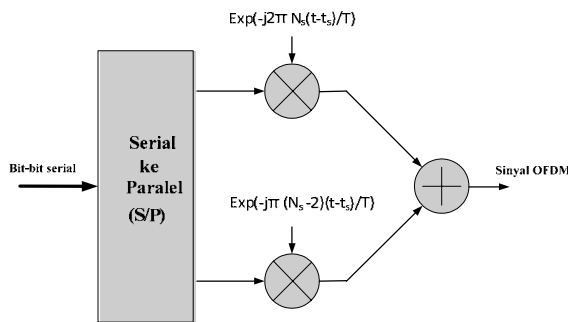 Exp(-j2π Nₛ(t-tₛ)/T)
Serial
ke
Paralel
(S/P)
Bit-bit serial
Sinyal OFDM
Exp(-jπ (Nₛ-2)(t-tₛ)/T)